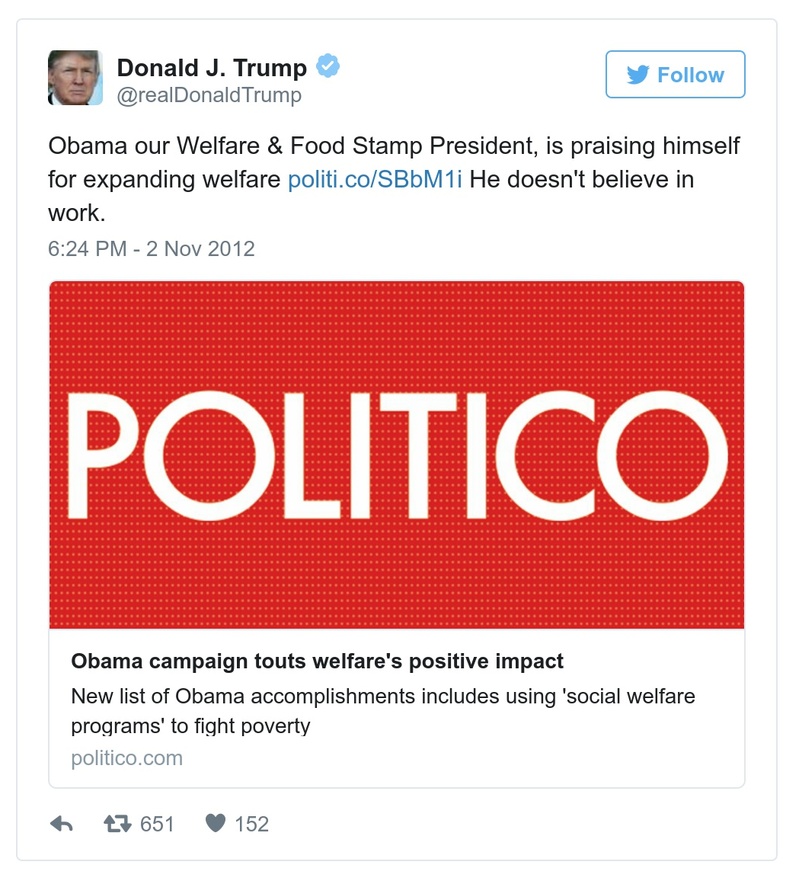 Donald J. Trump
@realDonaldTrump
Follow
Obama our Welfare & Food Stamp President, is praising himself
for expanding welfare politi.co/SBbM1i He doesn't believe in
work.
6:24 PM - 2 Nov 2012
POLITICO
Obama campaign touts welfare's positive impact
New list of Obama accomplishments includes using 'social welfare
programs' to fight poverty
politico.com
651 152